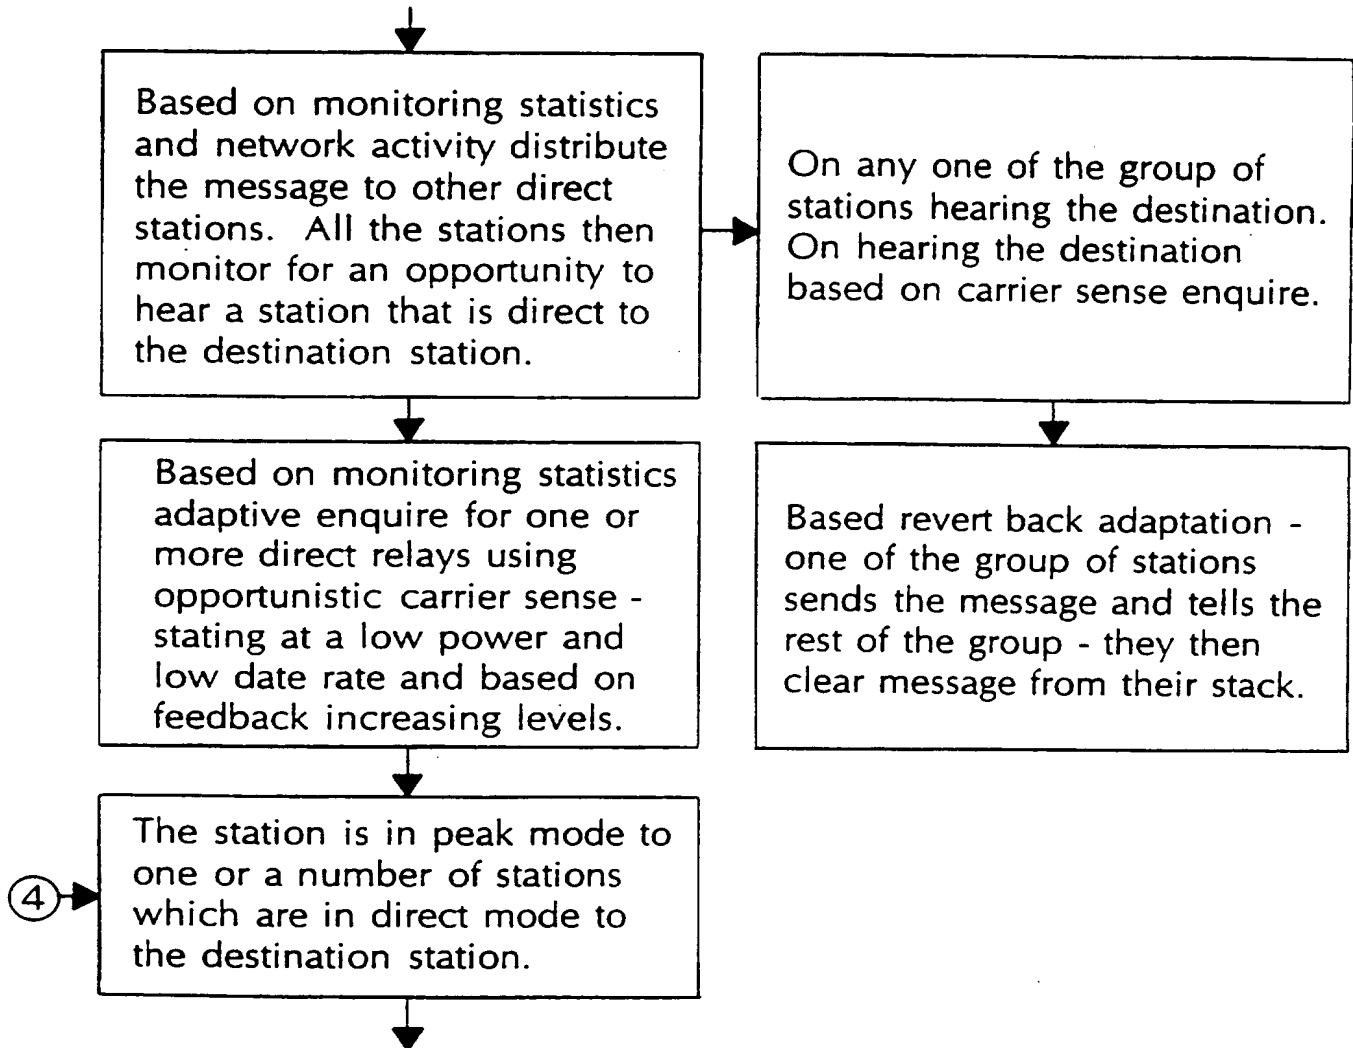 Based on monitoring statistics
and network activity distribute
the message to other direct
stations. All the stations then
monitor for an opportunity to
hear a station that is direct to
the destination station.
On any one of the group of
stations hearing the destination.
On hearing the destination
based on carrier sense enquire.
Based on monitoring statistics
adaptive enquire for one or
more direct relays using
opportunistic carrier sense -
stating at a low power and
low date rate and based on
feedback increasing levels.
Based revert back adaptation -
one of the group of stations
sends the message and tells the
rest of the group - they then
clear message from their stack.
The station is in peak mode to
one or a number of stations
which are in direct mode to
the destination station.
4